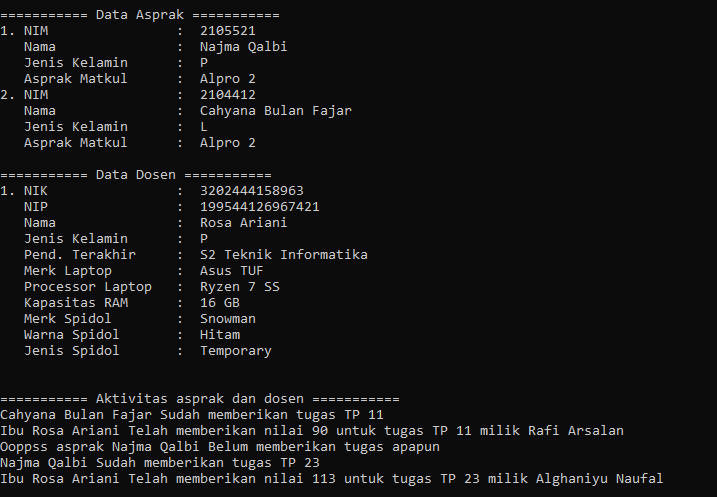 =========== Data Asprak ===========
1. NIM                :  2105521
   Nama               :  Najma Qalbi
   Jenis Kelamin      :  P
   Asprak Matkul      :  Alpro 2
2. NIM                :  2104412
   Nama               :  Cahyana Bulan Fajar
   Jenis Kelamin      :  L
   Asprak Matkul      :  Alpro 2

=========== Data Dosen ===========
1. NIK                :  3202444158963
   NIP                :  199544126967421
   Nama               :  Rosa Ariani
   Jenis Kelamin      :  P
   Pend. Terakhir     :  S2 Teknik Informatika
   Merk Laptop        :  Asus TUF
   Processor Laptop   :  Ryzen 7 SS
   Kapasitas RAM      :  16 GB
   Merk Spidol        :  Snowman
   Warna Spidol       :  Hitam
   Jenis Spidol       :  Temporary

=========== Aktivitas asprak dan dosen ===========
Cahyana Bulan Fajar Sudah memberikan tugas TP 11
Ibu Rosa Ariani Telah memberikan nilai 90 untuk tugas TP 11 milik Rafi Arsalan
Ooppss asprak Najma Qalbi Belum memberikan tugas apapun
Najma Qalbi Sudah memberikan tugas TP 23
Ibu Rosa Ariani Telah memberikan nilai 113 untuk tugas TP 23 milik Alghaniyu Naufal